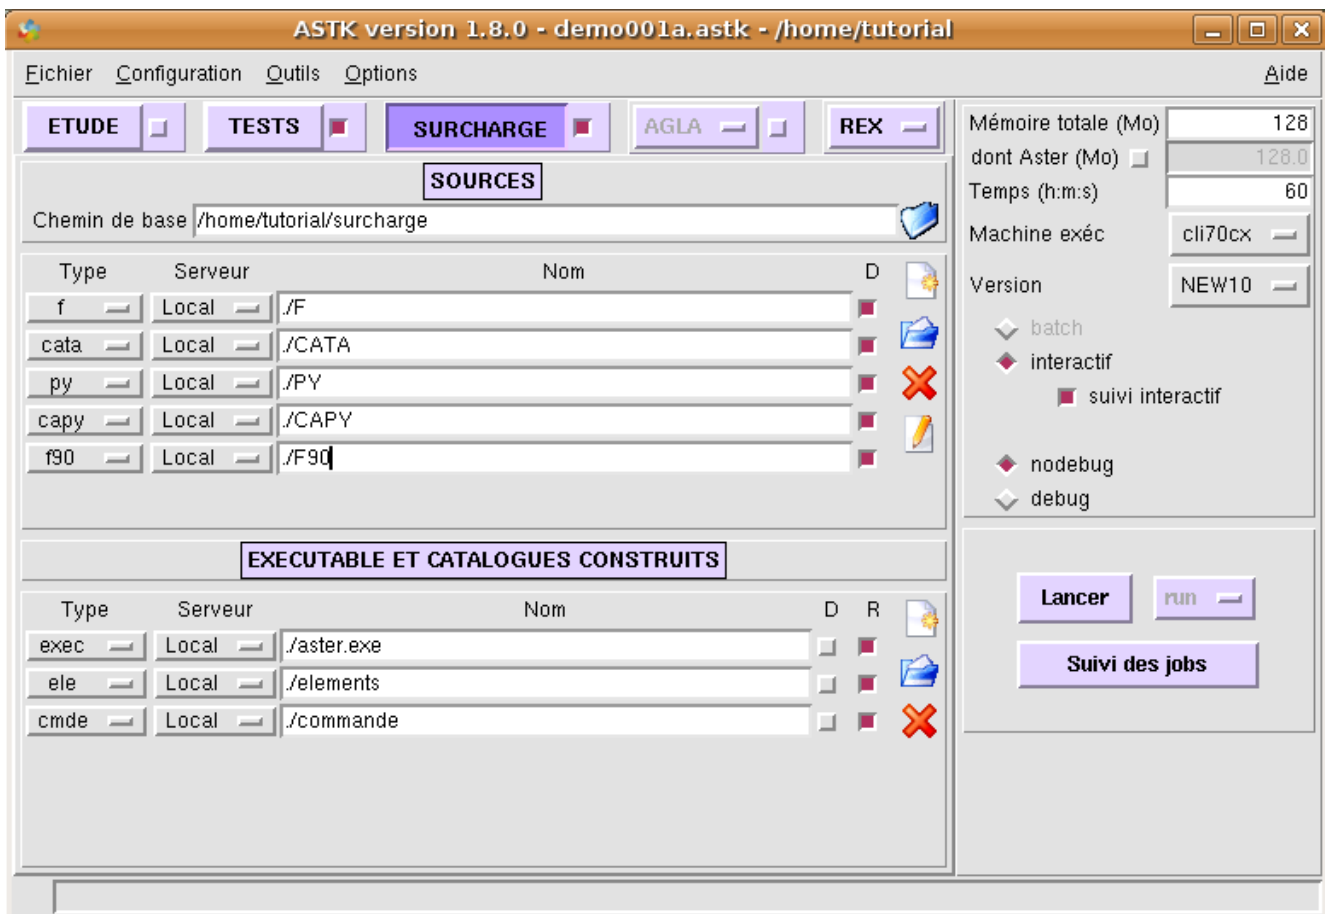 ASTK version 1.8.0 - demo001a.astk - /home/tutorial
Fichier Configuration Outils Options Aide
ETUDE TESTS SURCHARGE AGLA REX
SOURCES
Chemin de base /home/tutorial/surcharge
Type Serveur Nom D
f Local ./F
cata Local ./CATA
py Local ./PY
capy Local ./CAPY
f90 Local ./F90
EXECUTABLE ET CATALOGUES CONSTRUITS
Type Serveur Nom D R
exec Local ./aster.exe
ele Local ./elements
cmde Local ./commande
Mémoire totale (Mo) 128
dont Aster (Mo) 128.0
Temps (h:m:s) 60
Machine exéc cli70cx
Version NEW10
batch
interactif
suivi interactif
nodebug
debug
Lancer run
Suivi des jobs